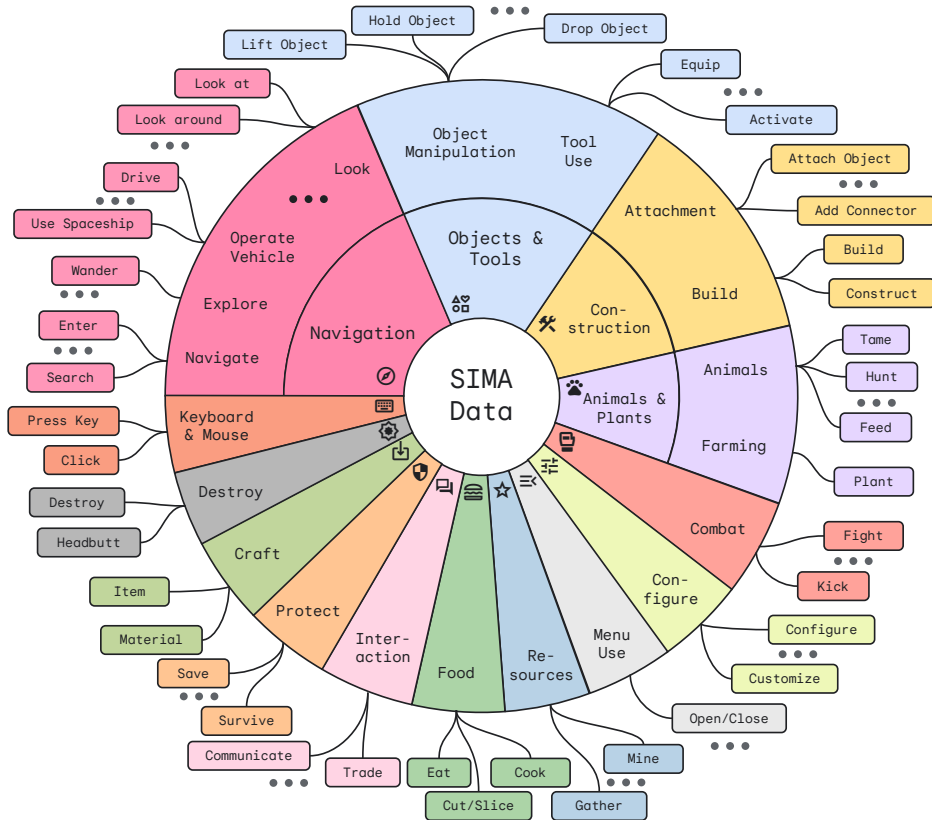 Hold Object
Drop Object
Lift Object
Equip
Look at
Activate
Look around
Object
Manipulation
Tool
Use
Look
Attach Object
Drive
Attachment
Add Connector
Use Spaceship
Operate
Vehicle
Objects &
Tools
Build
Wander
Explore
Build
Construct
Con-
struction
Enter
Navigation
Tame
Navigate
Animals
Search
Hunt
SIMA
Data
Animals &
Plants
Press Key
Keyboard
& Mouse
Feed
Farming
Click
Plant
Destroy
Destroy
Combat
Headbutt
Fight
Craft
Con-
figure
Kick
Item
Protect
Configure
Material
Inter-
action
Menu
Use
Save
Food
Re-
sources
Customize
Survive
Open/Close
Communicate
Trade
Eat
Cook
Mine
Cut/Slice
Gather